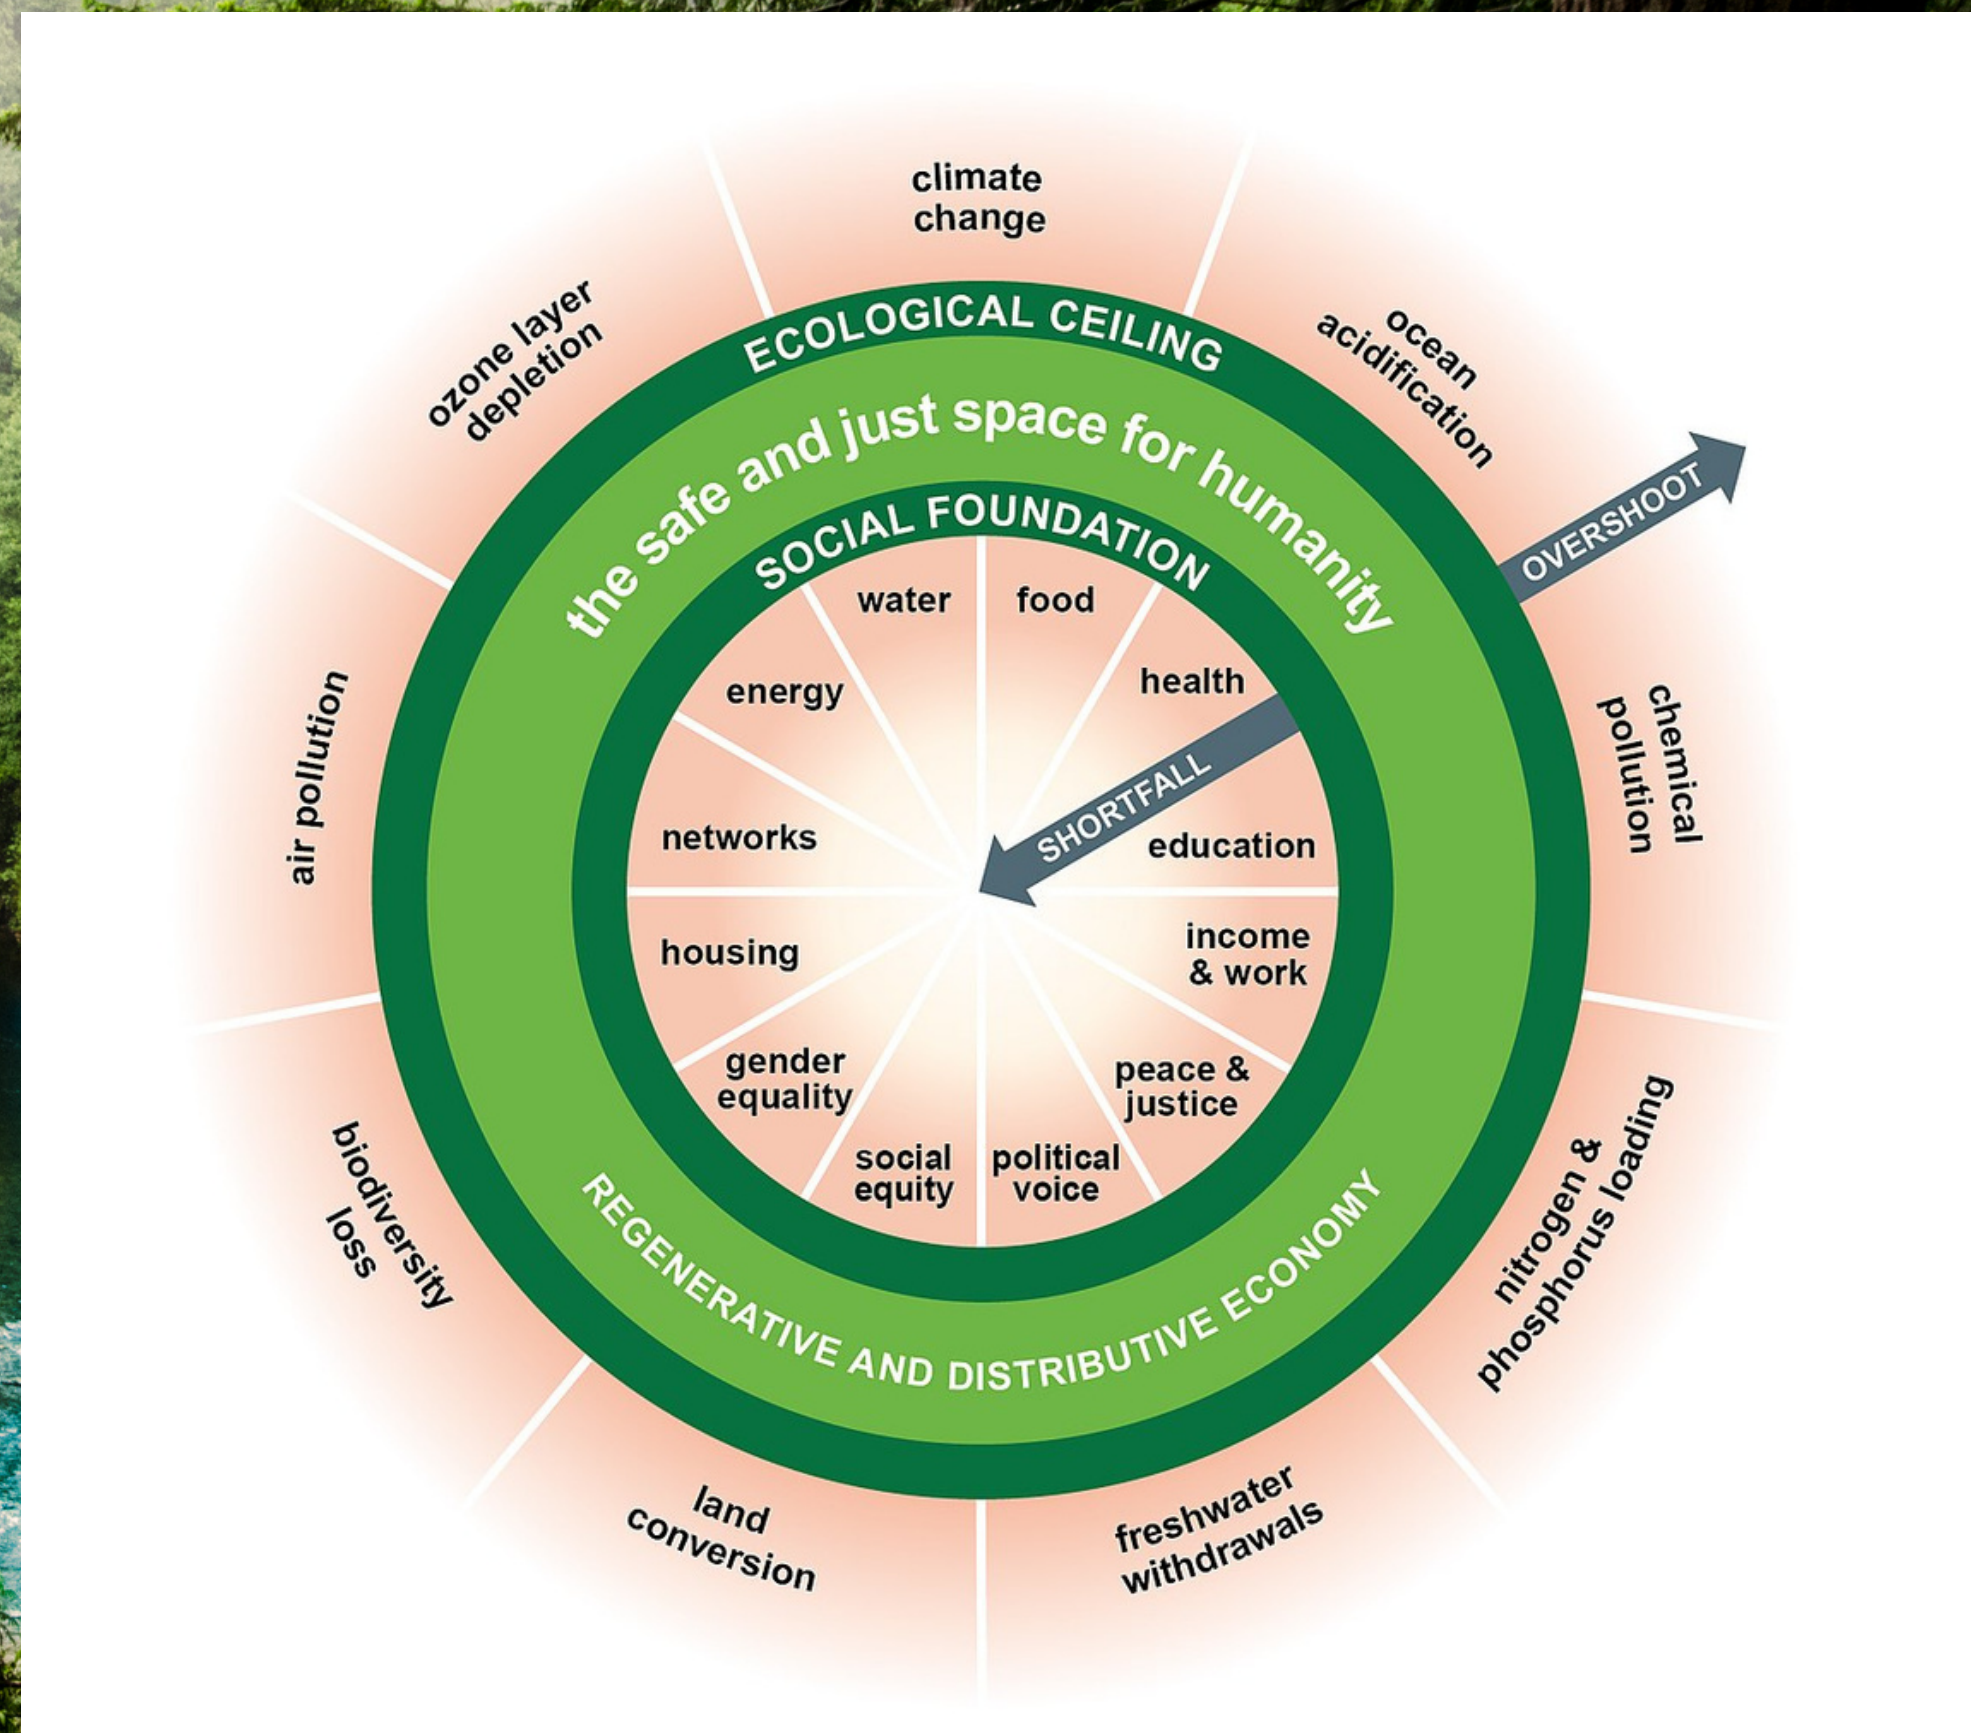 climate
change
ocean
acidification
OVERSHOOT
chemical
pollution
nitrogen &
phosphorus loading
freshwater
withdrawals
land
conversion
biodiversity
loss
air pollution
ozone layer
depletion
ECOLOGICAL CEILING
the safe and just space for humanity
SOCIAL FOUNDATION
water
food
health
SHORTFALL
education
income
& work
peace &
justice
political
voice
social
equity
gender
equality
housing
networks
energy
REGENERATIVE AND DISTRIBUTIVE ECONOMY